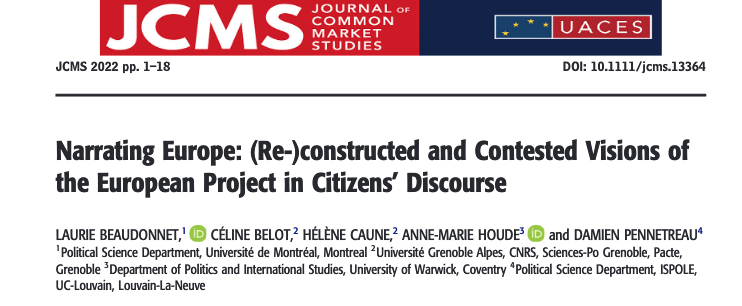 JCMS
JOURNAL OF
COMMON
MARKET
STUDIES
UACES
JCMS 2022 pp. 1–18
DOI: 10.1111/jcms.13364
Narrating Europe: (Re-)constructed and Contested Visions of
the European Project in Citizens’ Discourse
LAURIE BEAUDONNET,¹ iD CÉLINE BELOT,² HÉLÈNE CAUNE,² ANNE-MARIE HOUDE³ iD and DAMIEN PENNETREAU⁴
¹Political Science Department, Université de Montréal, Montreal ²Université Grenoble Alpes, CNRS, Sciences-Po Grenoble, Pacte,
Grenoble ³Department of Politics and International Studies, University of Warwick, Coventry ⁴Political Science Department, ISPOLE,
UC-Louvain, Louvain-La-Neuve